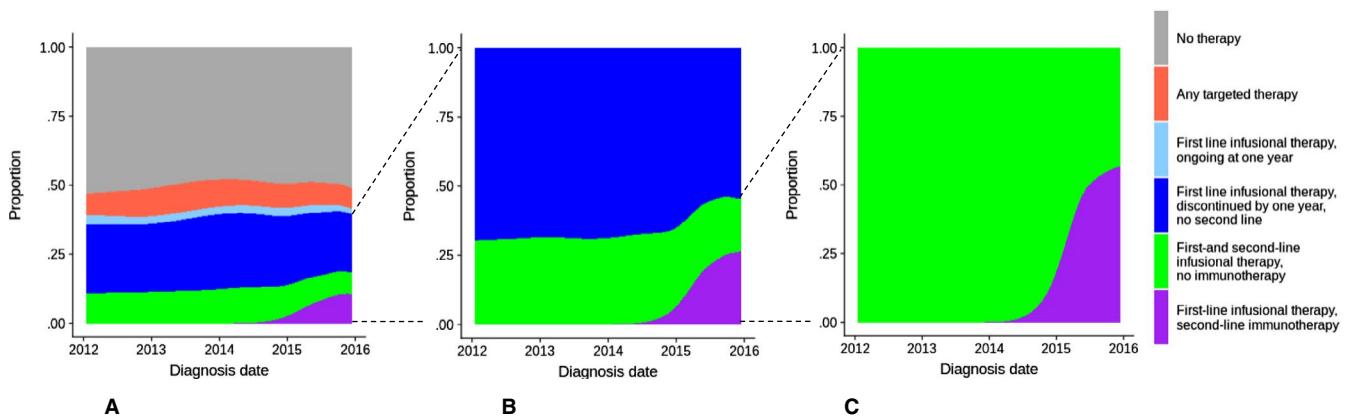 1.00
.75
.50
.25
.00
Proportion
2012 2013 2014 2015 2016
Diagnosis date
A
1.00
.75
.50
.25
.00
Proportion
2012 2013 2014 2015 2016
Diagnosis date
B
1.00
.75
.50
.25
.00
Proportion
2012 2013 2014 2015 2016
Diagnosis date
C
No therapy
Any targeted therapy
First line infusional therapy,
ongoing at one year
First line infusional therapy,
discontinued by one year,
no second line
First-and second-line
infusional therapy,
no immunotherapy
First-line infusional therapy,
second-line immunotherapy